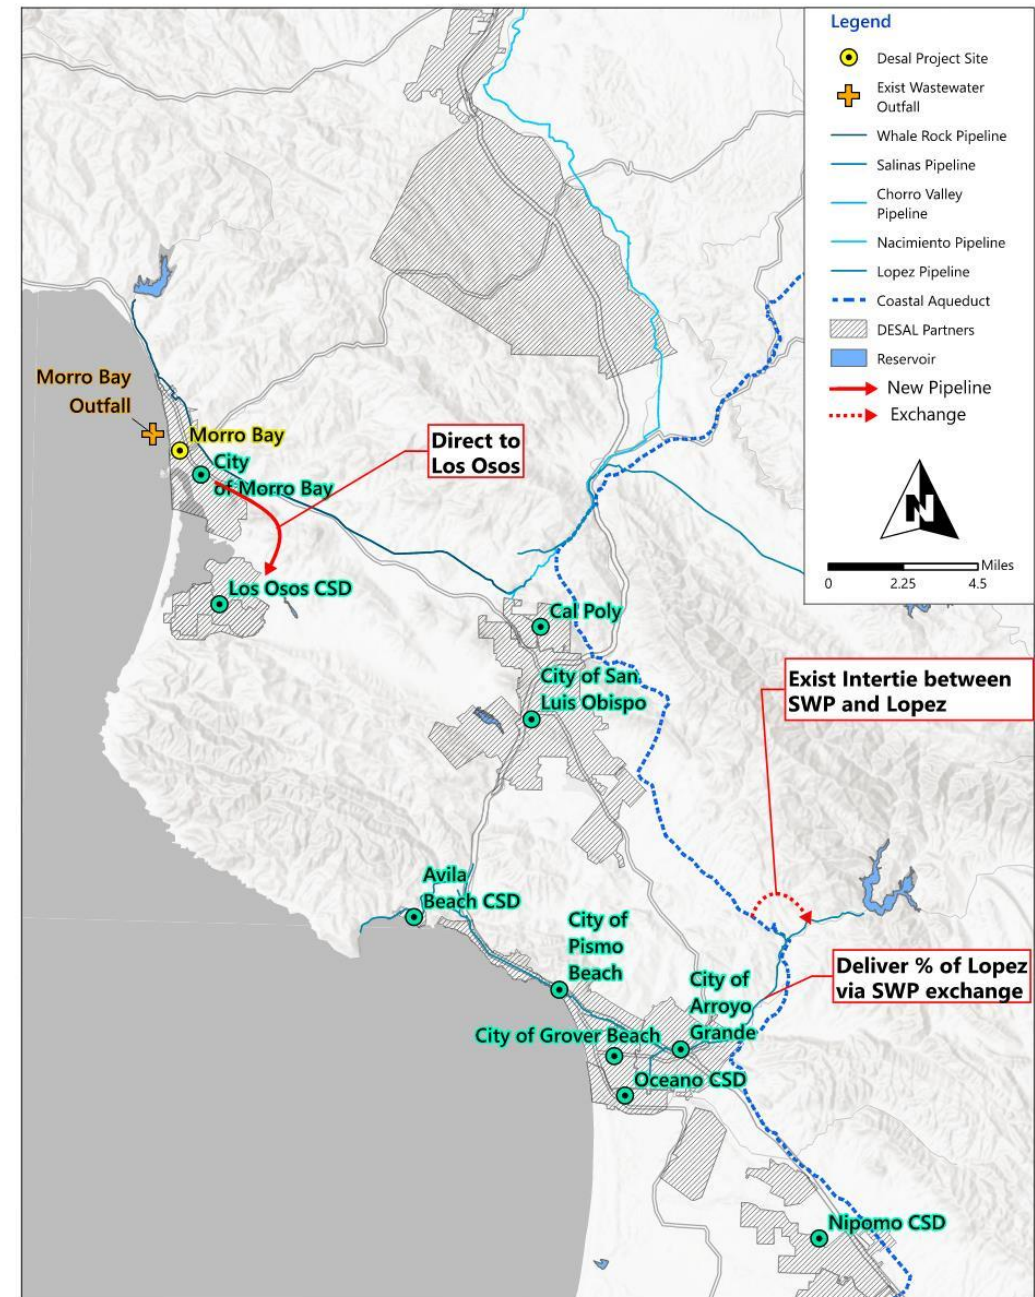 Legend
Desal Project Site
Exist Wastewater
Outfall
Whale Rock Pipeline
Salinas Pipeline
Chorro Valley
Pipeline
Nacimiento Pipeline
Lopez Pipeline
Coastal Aqueduct
DESAL Partners
Reservoir
New Pipeline
Exchange
N
Miles
0 2.25 4.5
Morro Bay
Outfall
Morro Bay
City
of Morro Bay
Direct to
Los Osos
Los Osos CSD
Cal Poly
City of San
Luis Obispo
Exist Intertie between
SWP and Lopez
Avila
Beach CSD
City of
Pismo
Beach
City of
Arroyo
Grande
Deliver % of Lopez
via SWP exchange
City of Grover Beach
Oceano CSD
Nipomo CSD